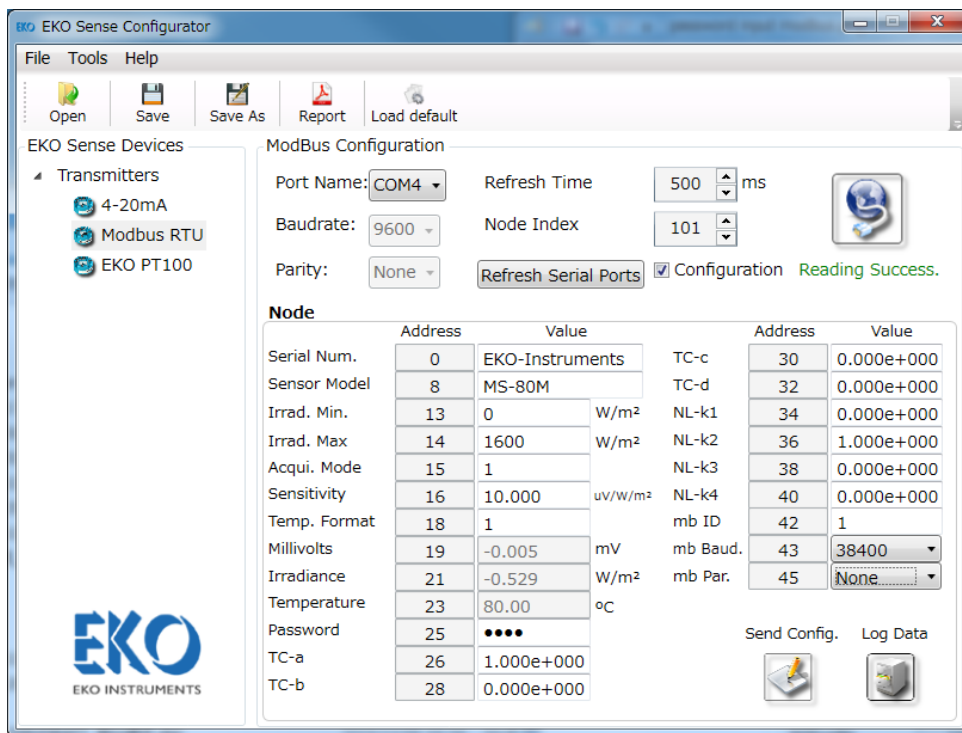 EKO EKO Sense Configurator
File Tools Help
Open Save Save As Report Load default
EKO Sense Devices
Transmitters
4-20mA
Modbus RTU
EKO PT100
ModBus Configuration
Port Name: COM4 Refresh Time 500 ms
Baudrate: 9600 Node Index 101
Parity: None Refresh Serial Ports Configuration Reading Success.
Node
Address Value Address Value
Serial Num. 0 EKO-Instruments TC-c 30 0.000e+000
Sensor Model 8 MS-80M TC-d 32 0.000e+000
Irrad. Min. 13 0 W/m² NL-k1 34 0.000e+000
Irrad. Max 14 1600 W/m² NL-k2 36 1.000e+000
Acqui. Mode 15 1 NL-k3 38 0.000e+000
Sensitivity 16 10.000 uV/W/m² NL-k4 40 0.000e+000
Temp. Format 18 1 mb ID 42 1
Millivolts 19 -0.005 mV mb Baud. 43 38400
Irradiance 21 -0.529 W/m² mb Par. 45 None
Temperature 23 80.00 ºC
Password 25 ●●●●
TC-a 26 1.000e+000
TC-b 28 0.000e+000
Send Config. Log Data
EKO
EKO INSTRUMENTS